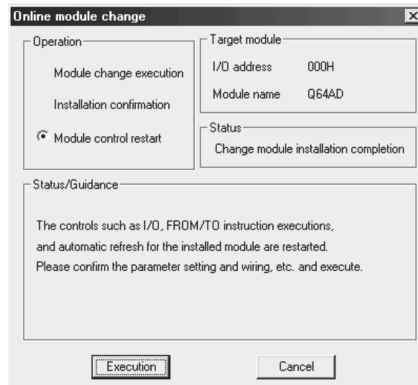 Online module change
Operation
Module change execution
Installation confirmation
Module control restart
Target module
I/O address 000H
Module name Q64AD
Status
Change module installation completion
Status/Guidance
The controls such as I/O, FROM/TO instruction executions,
and automatic refresh for the installed module are restarted.
Please confirm the parameter setting and wiring, etc. and execute.
Execution
Cancel